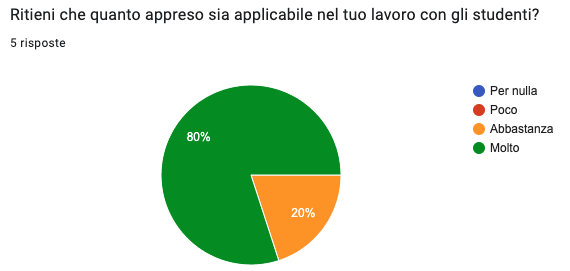 Ritieni che quanto appreso sia applicabile nel tuo lavoro con gli studenti?
5 risposte
Per nulla
Poco
Abbastanza
Molto
80%
20%